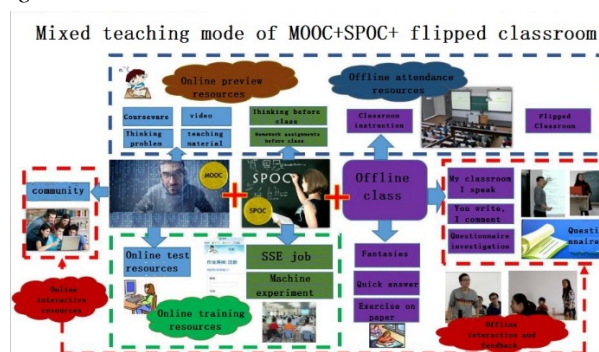 Mixed teaching mode of MOOC+SPOC+ flipped classroom
Online preview
resources
Offline attendance
resources
Courseware
video
Thinking before
class
Classroom
instruction
Flipped
Classroom
Thinking
problem
teaching
material
Homework assignments
before class
community
MOOC
SPOC
SPOC
Offline
class
My classroom
I speak
You write,
I comment
Questionnaire
investigation
Questi
nnaire
Online test
resources
SSE job
Machine
experiment
Fantasies
Quick answer
Exercise on
paper
Online
interaction
resources
Online training
resources
Offline
interaction and
feedback